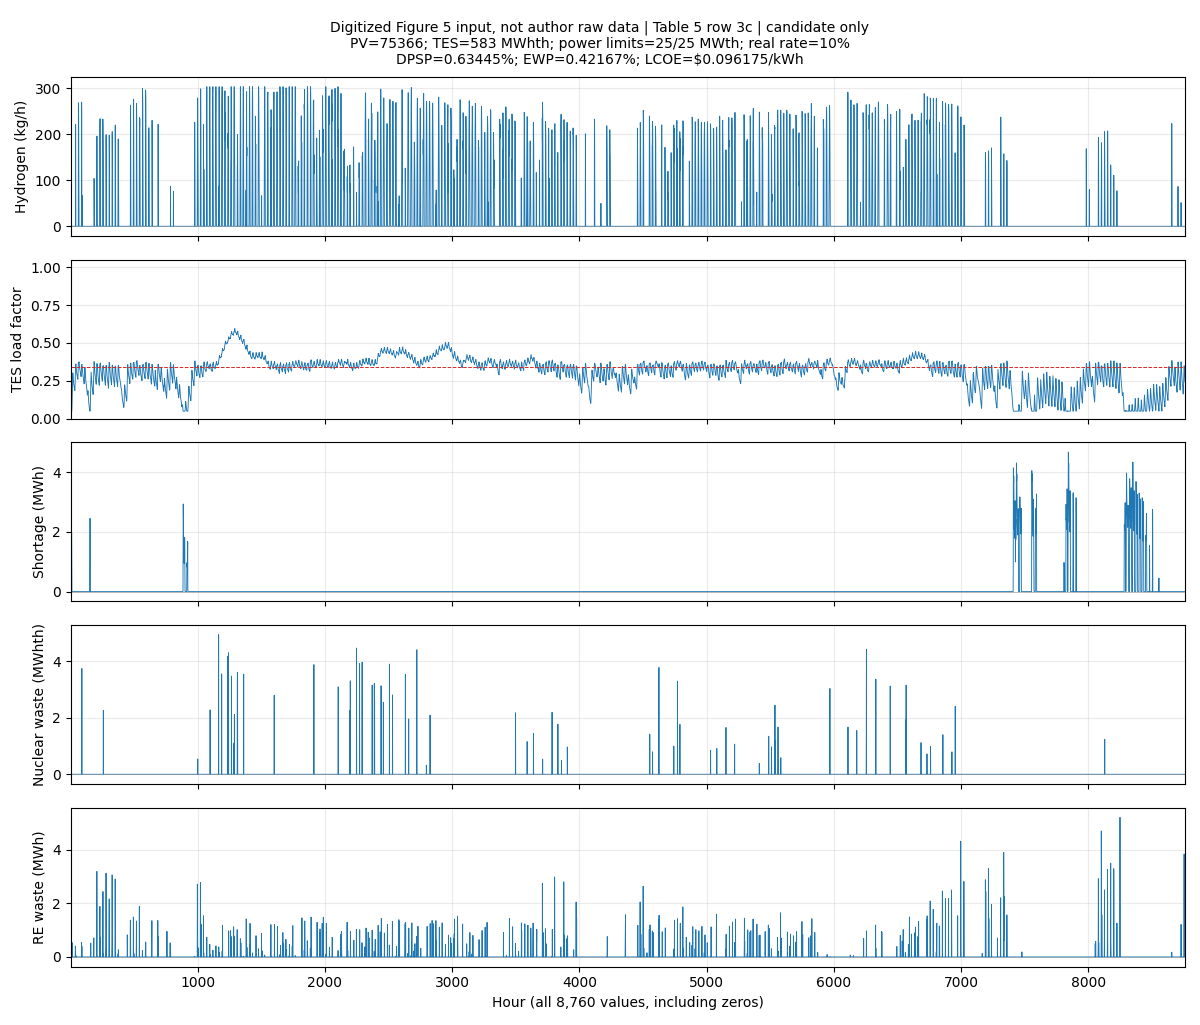 Digitized Figure 5 input, not author raw data | Table 5 row 3c | candidate only
PV=75366; TES=583 MWhth; power limits=25/25 MWth; real rate=10%
DPSP=0.63445%; EWP=0.42167%; LCOE=$0.096175/kWh
Hydrogen (kg/h)
300
200
100
0
TES load factor
1.00
0.75
0.50
0.25
0.00
Shortage (MWh)
4
2
0
Nuclear waste (MWhth)
4
2
0
RE waste (MWh)
4
2
0
1000 2000 3000 4000 5000 6000 7000 8000
Hour (all 8,760 values, including zeros)